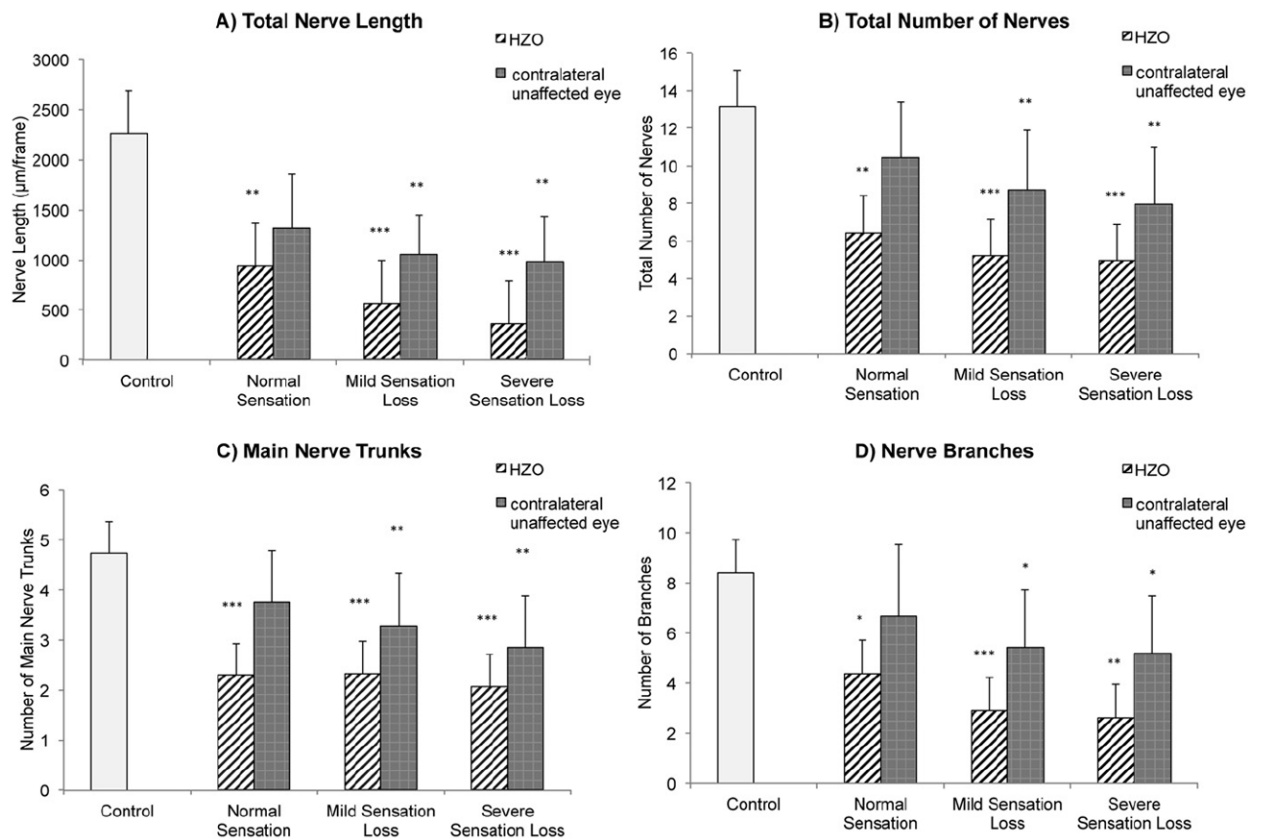 A) Total Nerve Length
HZO
contralateral
unaffected eye
Nerve Length (µm/frame)
3000
2500
2000
1500
1000
500
0
**
***
**
***
**
Control
Normal
Sensation
Mild Sensation
Loss
Severe
Sensation Loss
B) Total Number of Nerves
HZO
contralateral
unaffected eye
Total Number of Nerves
16
14
12
10
8
6
4
2
0
**
***
**
***
**
Control
Normal
Sensation
Mild Sensation
Loss
Severe
Sensation Loss
C) Main Nerve Trunks
HZO
contralateral
unaffected eye
Number of Main Nerve Trunks
6
5
4
3
2
1
0
***
***
**
***
**
Control
Normal
Sensation
Mild Sensation
Loss
Severe
Sensation Loss
D) Nerve Branches
HZO
contralateral
unaffected eye
Number of Branches
12
10
8
6
4
2
0
*
***
*
**
*
Control
Normal
Sensation
Mild Sensation
Loss
Severe
Sensation Loss